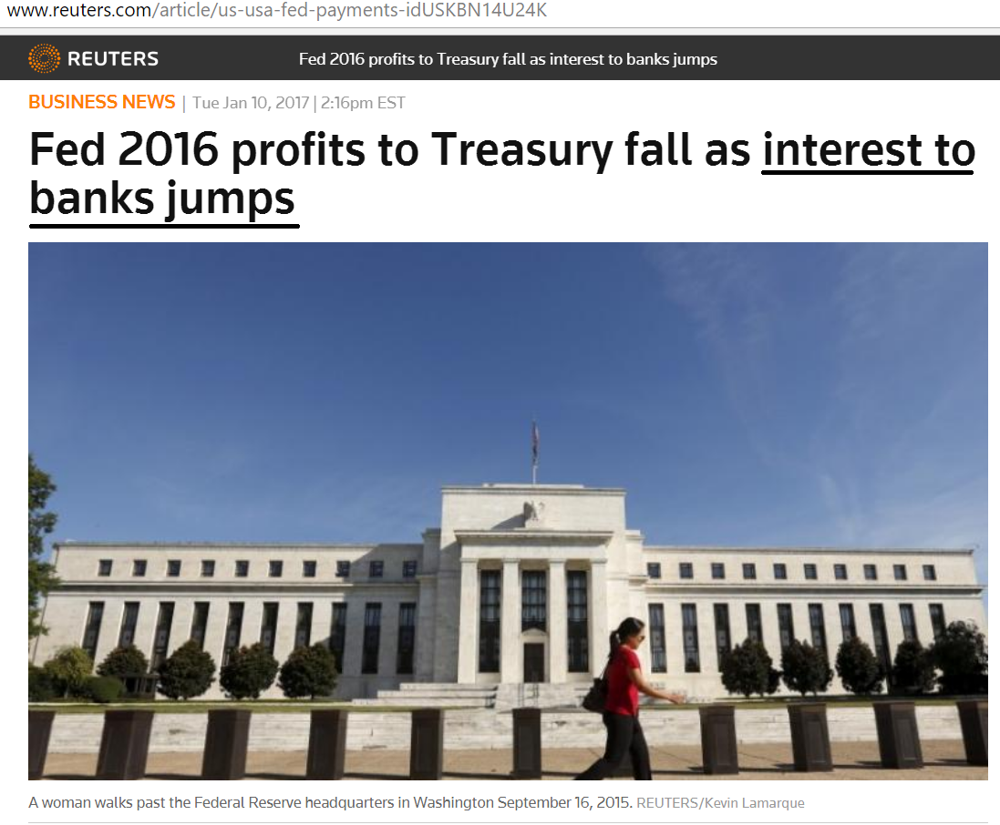 www.reuters.com/article/us-usa-fed-payments-idUSKBN14U24K
REUTERS Fed 2016 profits to Treasury fall as interest to banks jumps
BUSINESS NEWS | Tue Jan 10, 2017 | 2:16pm EST
Fed 2016 profits to Treasury fall as interest to
banks jumps
A woman walks past the Federal Reserve headquarters in Washington September 16, 2015. REUTERS/Kevin Lamarque